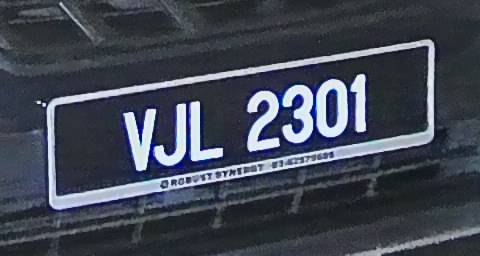 VJL 2301
ROBUST SYNERGY